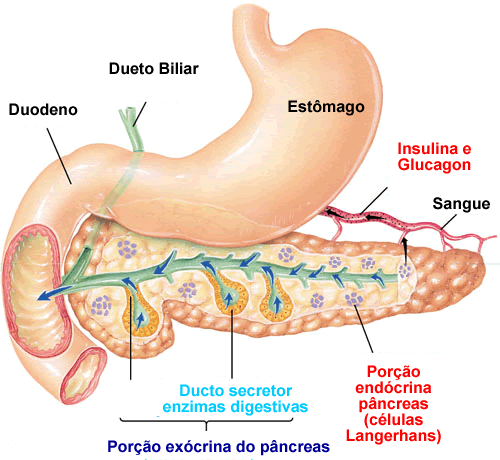 Dueto Biliar
Duodeno
Estômago
Insulina e
Glucagon
Sangue
Porção
endócrina
pâncreas
(células
Langerhans)
Ducto secretor
enzimas digestivas
Porção exócrina do pâncreas